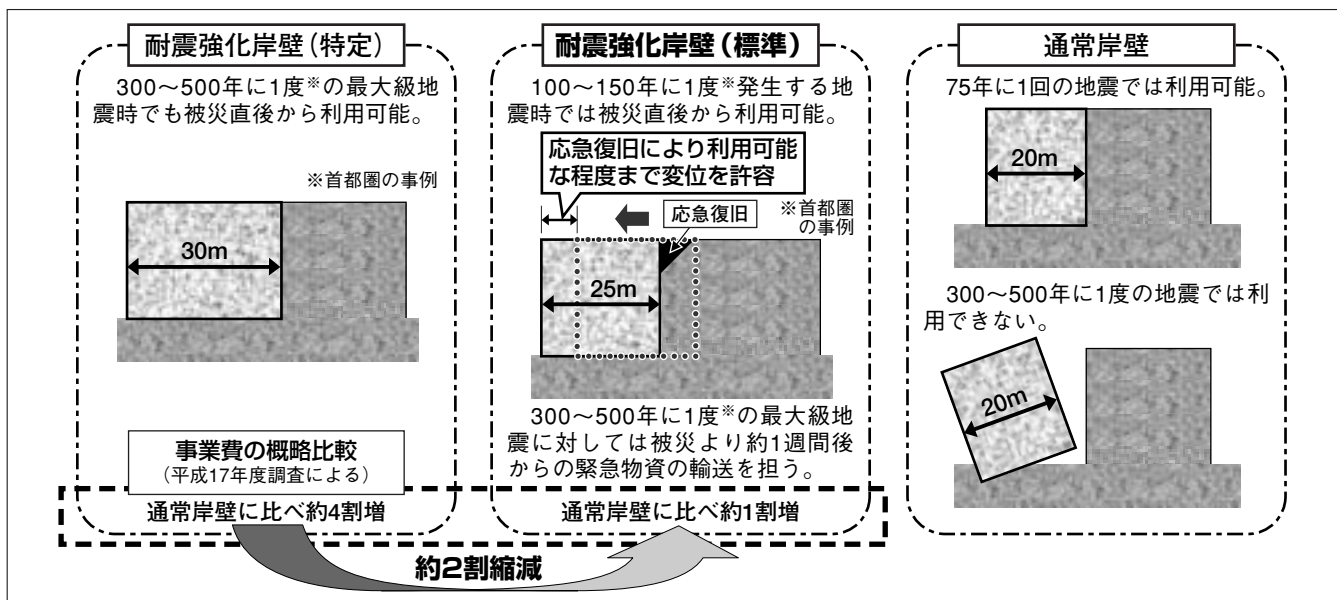 耐震強化岸壁(特定)
300～500年に1度※の最大級地
震時でも被災直後から利用可能。
※首都圏の事例
30m
事業費の概略比較
(平成17年度調査による)
通常岸壁に比べ約4割増
耐震強化岸壁(標準)
100～150年に1度※発生する地
震時では被災直後から利用可能。
応急復旧により利用可能
な程度まで変位を許容
応急復旧
※首都圏
の事例
25m
300～500年に1度※の最大級地
震に対しては被災より約1週間後
からの緊急物資の輸送を担う。
通常岸壁に比べ約1割増
約2割縮減
通常岸壁
75年に1回の地震では利用可能。
20m
300～500年に1度の地震では利
用できない。
20m